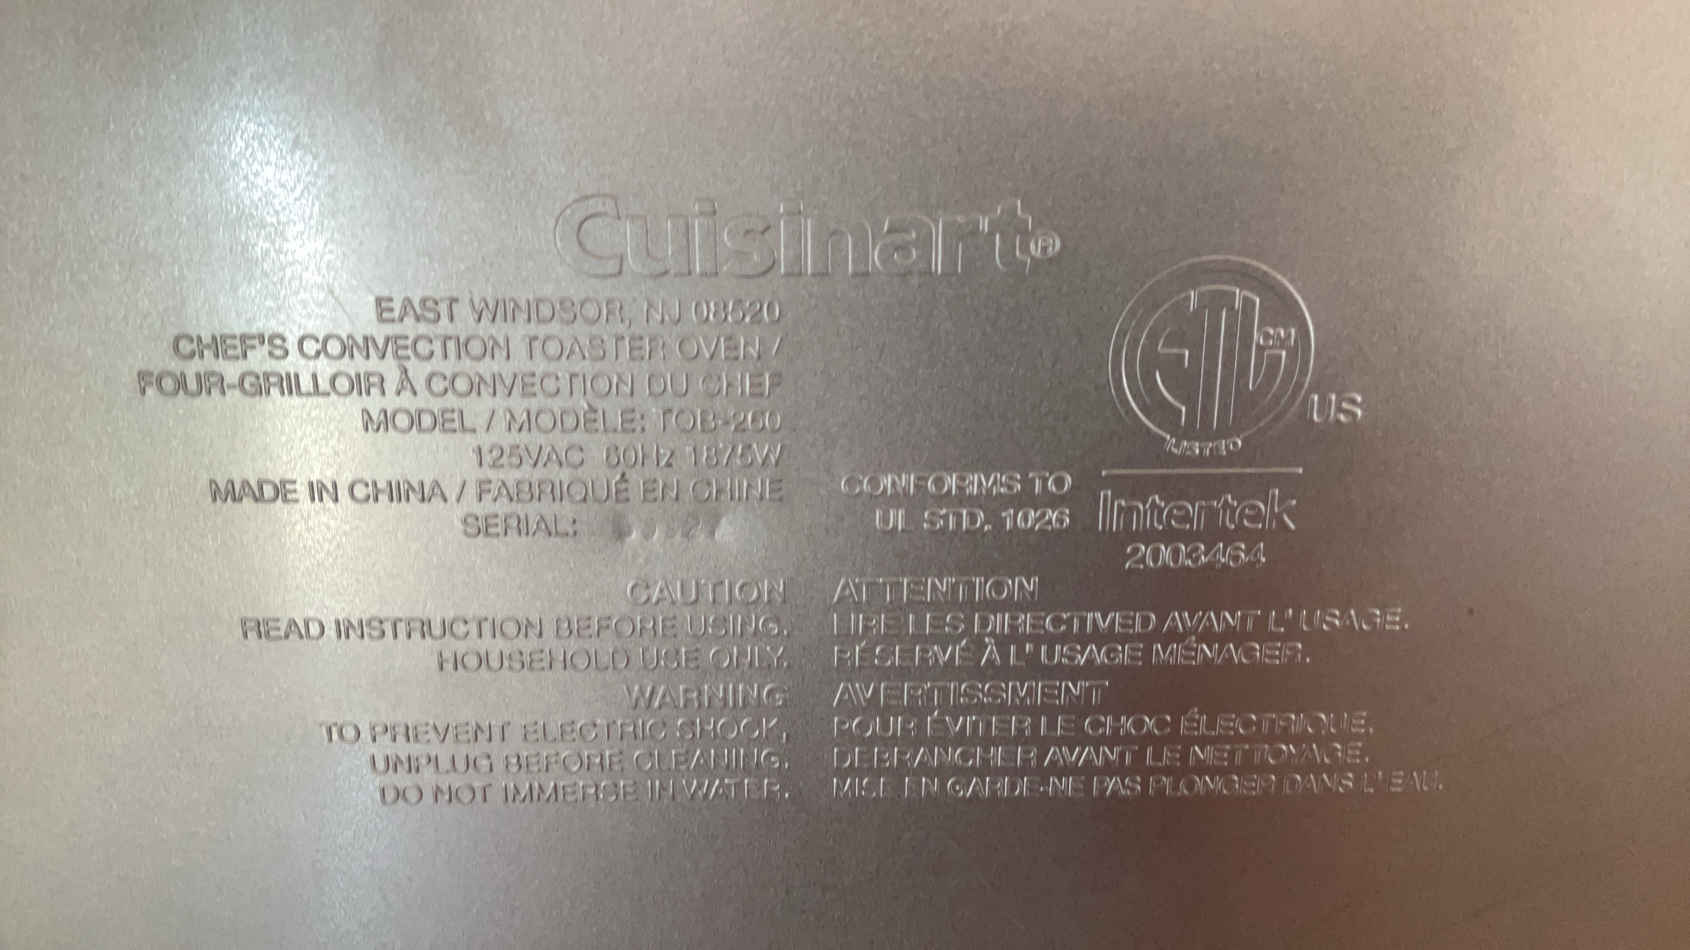 Cuisinart®
EAST WINDSOR, NJ 08520
CHEF'S CONVECTION TOASTER OVEN /
FOUR-GRILLOIR À CONVECTION DU CHEF
MODEL / MODÈLE: TOB-260
125VAC 60Hz 1875W
MADE IN CHINA / FABRIQUÉ EN CHINE
SERIAL:
ETL CM
US
LISTED
CONFORMS TO
UL STD. 1026
Intertek
2003464
CAUTION
READ INSTRUCTION BEFORE USING.
HOUSEHOLD USE ONLY.
WARNING
TO PREVENT ELECTRIC SHOCK,
UNPLUG BEFORE CLEANING.
DO NOT IMMERSE IN WATER.
ATTENTION
LIRE LES DIRECTIVED AVANT L' USAGE.
RÉSERVÉ À L' USAGE MÉNAGER.
AVERTISSMENT
POUR ÉVITER LE CHOC ÉLECTRIQUE.
DEBRANCHER AVANT LE NETTOYAGE.
MISE EN GARDE-NE PAS PLONGER DANS L' EAU.